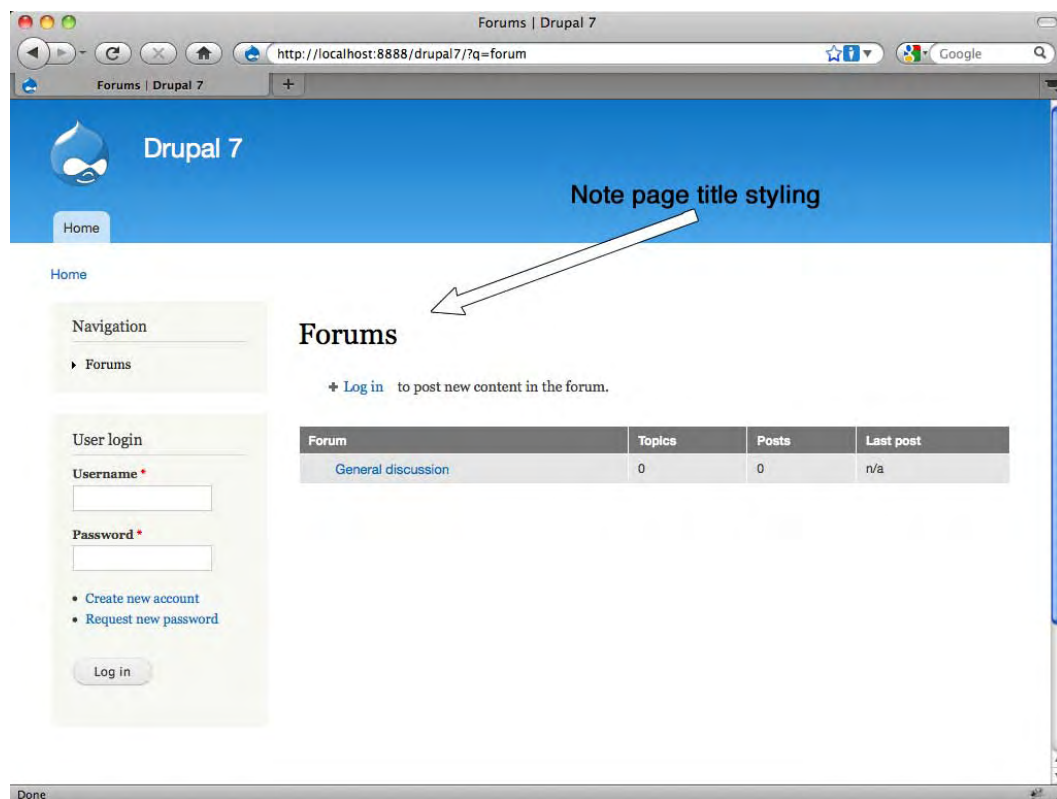 Forums | Drupal 7
http://localhost:8888/drupal7/?q=forum
Google
Forums | Drupal 7
+
Drupal 7
Note page title styling
Home
Home
Navigation
Forums
Forums
Log in to post new content in the forum.
User login
Forum Topics Posts Last post
Username *
General discussion 0 0 n/a
Password *
Create new account
Request new password
Log in
Done